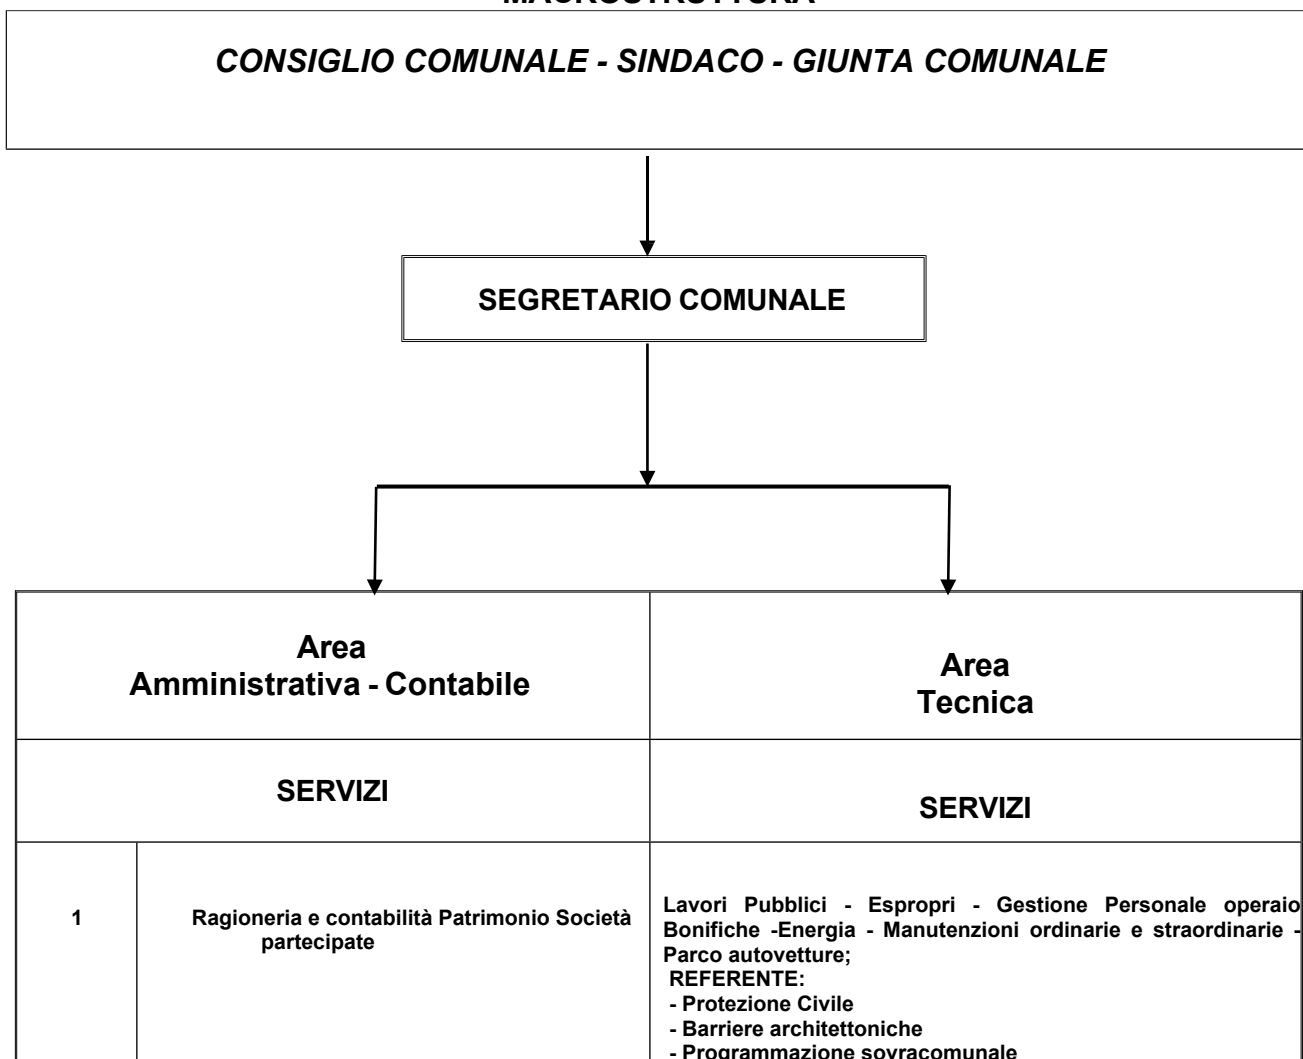 MACROSTRUTTURA
CONSIGLIO COMUNALE - SINDACO - GIUNTA COMUNALE
SEGRETARIO COMUNALE
Area
Amministrativa - Contabile
Area
Tecnica
SERVIZI
SERVIZI
1
Ragioneria e contabilità Patrimonio Società
partecipate
Lavori Pubblici - Espropri - Gestione Personale operaio
Bonifiche -Energia - Manutenzioni ordinarie e straordinarie -
Parco autovetture;
REFERENTE:
- Protezione Civile
- Barriere architettoniche
- Programmazione sovracomunale